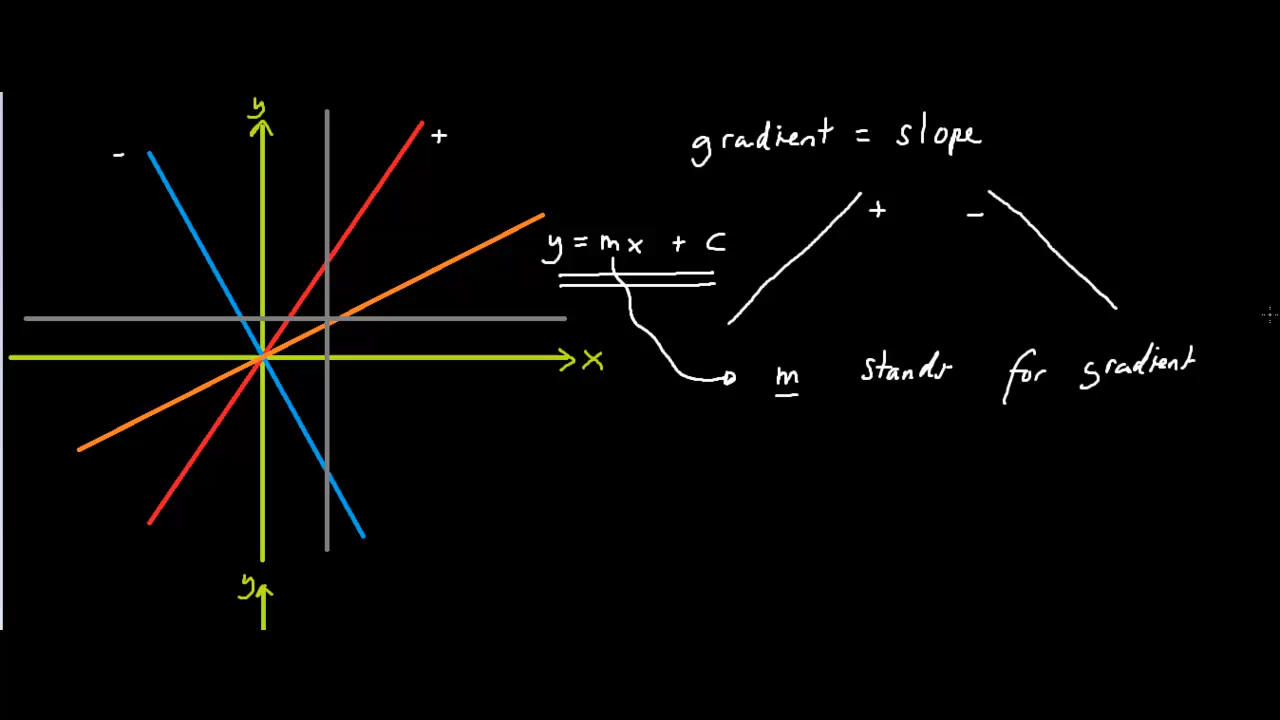 y
- +
gradient = slope
+ -
y = mx + c
x
m stands for gradient
y